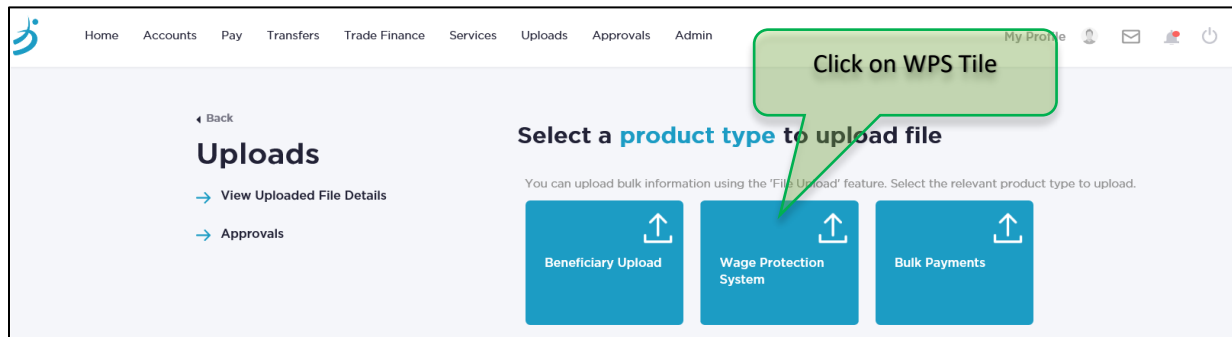 Home Accounts Pay Transfers Trade Finance Services Uploads Approvals Admin My Profile
Click on WPS Tile
Back
Uploads
View Uploaded File Details
Approvals
Select a product type to upload file
You can upload bulk information using the 'File Upload' feature. Select the relevant product type to upload.
Beneficiary Upload
Wage Protection
System
Bulk Payments